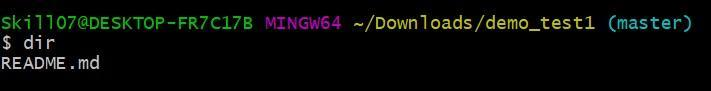 Skill07@DESKTOP-FR7C17B MINGW64 ~/Downloads/demo_test1 (master)
$ dir
README.md